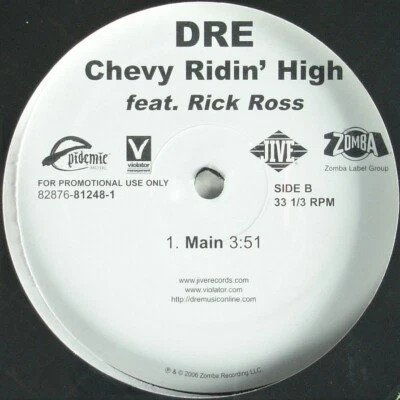 DRE
Chevy Ridin' High
feat. Rick Ross
Epidemic
MUSIC
V
violator
JIVE
ZOMBA
Zomba Label Group
FOR PROMOTIONAL USE ONLY
82876-81248-1
SIDE B
33 1/3 RPM
1. Main 3:51
www.jiverecords.com
www.violator.com
http://dremusiconline.com
℗ & © 2006 Zomba Recording LLC.